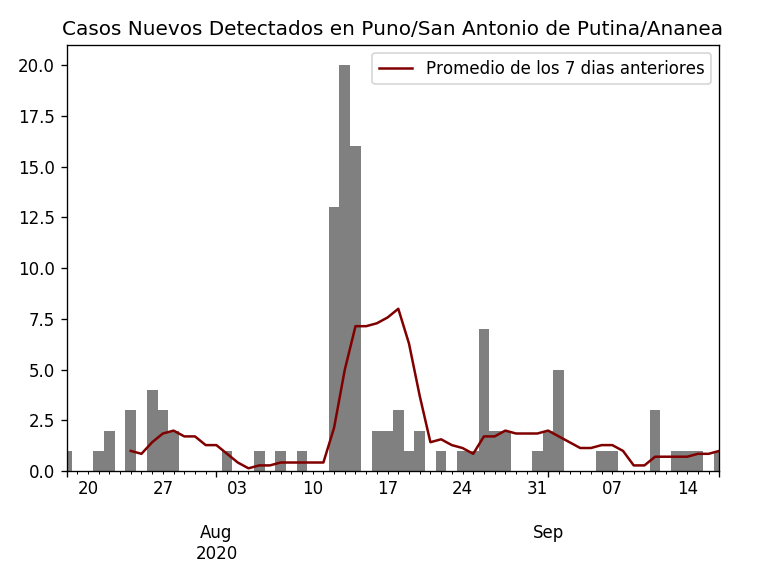 Casos Nuevos Detectados en Puno/San Antonio de Putina/Ananea
Promedio de los 7 dias anteriores
20.0
17.5
15.0
12.5
10.0
7.5
5.0
2.5
0.0
20 27 03 10 17 24 31 07 14
Aug Sep
2020